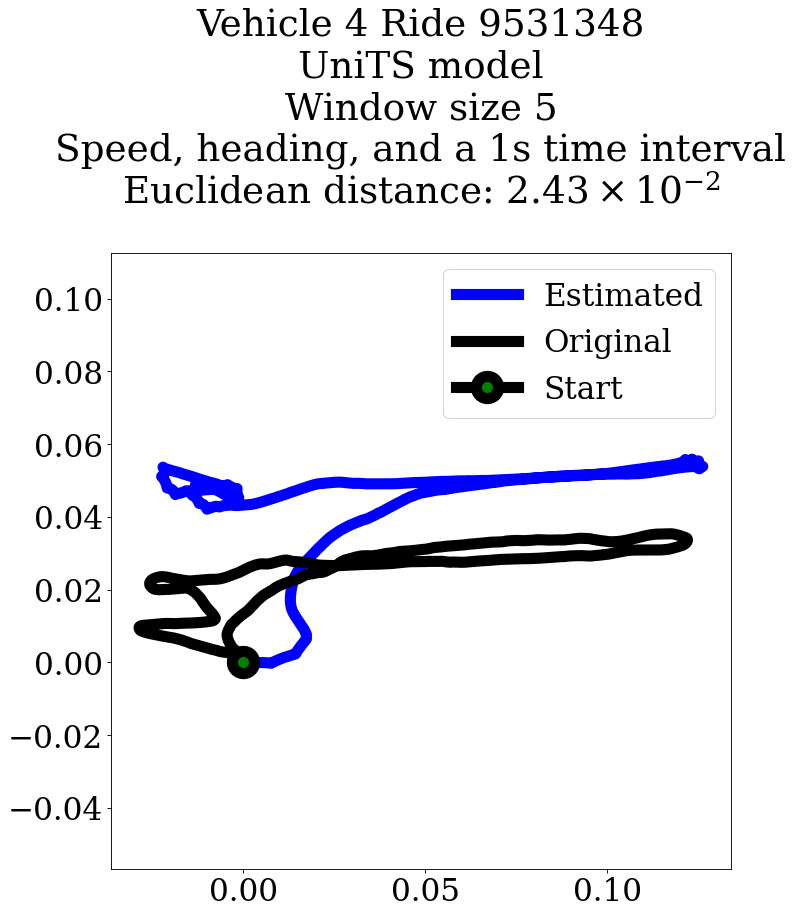 Vehicle 4 Ride 9531348
UniTS model
Window size 5
Speed, heading, and a 1s time interval
Euclidean distance: 2.43 × 10⁻²
Estimated
Original
Start
0.10
0.08
0.06
0.04
0.02
0.00
−0.02
−0.04
0.00 0.05 0.10